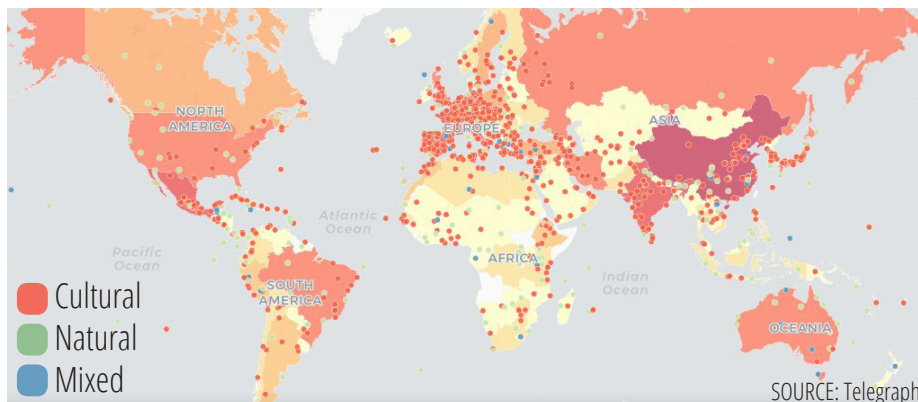 NORTH
AMERICA
EUROPE
ASIA
Atlantic
Ocean
Pacific
Ocean
AFRICA
Indian
Ocean
SOUTH
AMERICA
OCEANIA
Cultural
Natural
Mixed
SOURCE: Telegraph